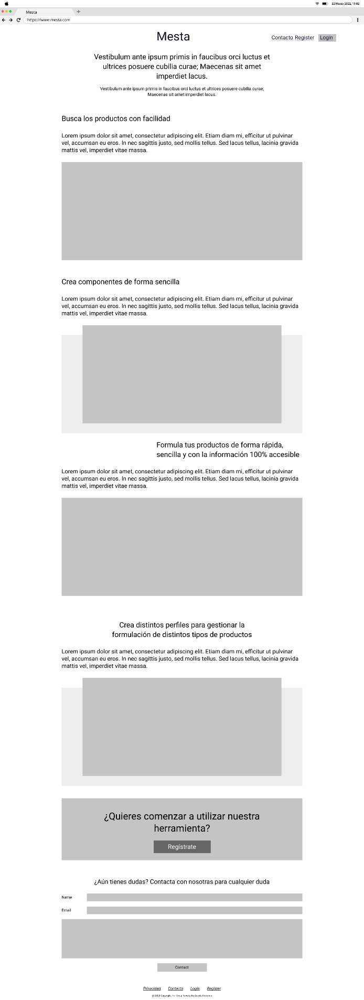 22 Marzo 2022, 19:02
Mesta
https://www.mesta.com
Mesta
Contacto Register Login
Vestibulum ante ipsum primis in faucibus orci luctus et
ultrices posuere cubilia curae; Maecenas sit amet
imperdiet lacus.
Vestibulum ante ipsum primis in faucibus orci luctus et ultrices posuere cubilia curae;
Maecenas sit amet imperdiet lacus.
Busca los productos con facilidad
Lorem ipsum dolor sit amet, consectetur adipiscing elit. Etiam diam mi, efficitur ut pulvinar
vel, accumsan eu eros. In nec sagittis justo, sed mollis tellus. Sed lacus tellus, lacinia gravida
mattis vel, imperdiet vitae massa.
Crea componentes de forma sencilla
Lorem ipsum dolor sit amet, consectetur adipiscing elit. Etiam diam mi, efficitur ut pulvinar
vel, accumsan eu eros. In nec sagittis justo, sed mollis tellus. Sed lacus tellus, lacinia gravida
mattis vel, imperdiet vitae massa.
Formula tus productos de forma rápida,
sencilla y con la información 100% accesible
Lorem ipsum dolor sit amet, consectetur adipiscing elit. Etiam diam mi, efficitur ut pulvinar
vel, accumsan eu eros. In nec sagittis justo, sed mollis tellus. Sed lacus tellus, lacinia gravida
mattis vel, imperdiet vitae massa.
Crea distintos perfiles para gestionar la
formulación de distintos tipos de productos
Lorem ipsum dolor sit amet, consectetur adipiscing elit. Etiam diam mi, efficitur ut pulvinar
vel, accumsan eu eros. In nec sagittis justo, sed mollis tellus. Sed lacus tellus, lacinia gravida
mattis vel, imperdiet vitae massa.
¿Quieres comenzar a utilizar nuestra
herramienta?
Regístrate
¿Aún tienes dudas? Contacta con nosotras para cualquier duda
Name
Email
Contact
Privacidad Contacto Login Register
@ 2022 Copyright. For Testa Revolta By Redondo